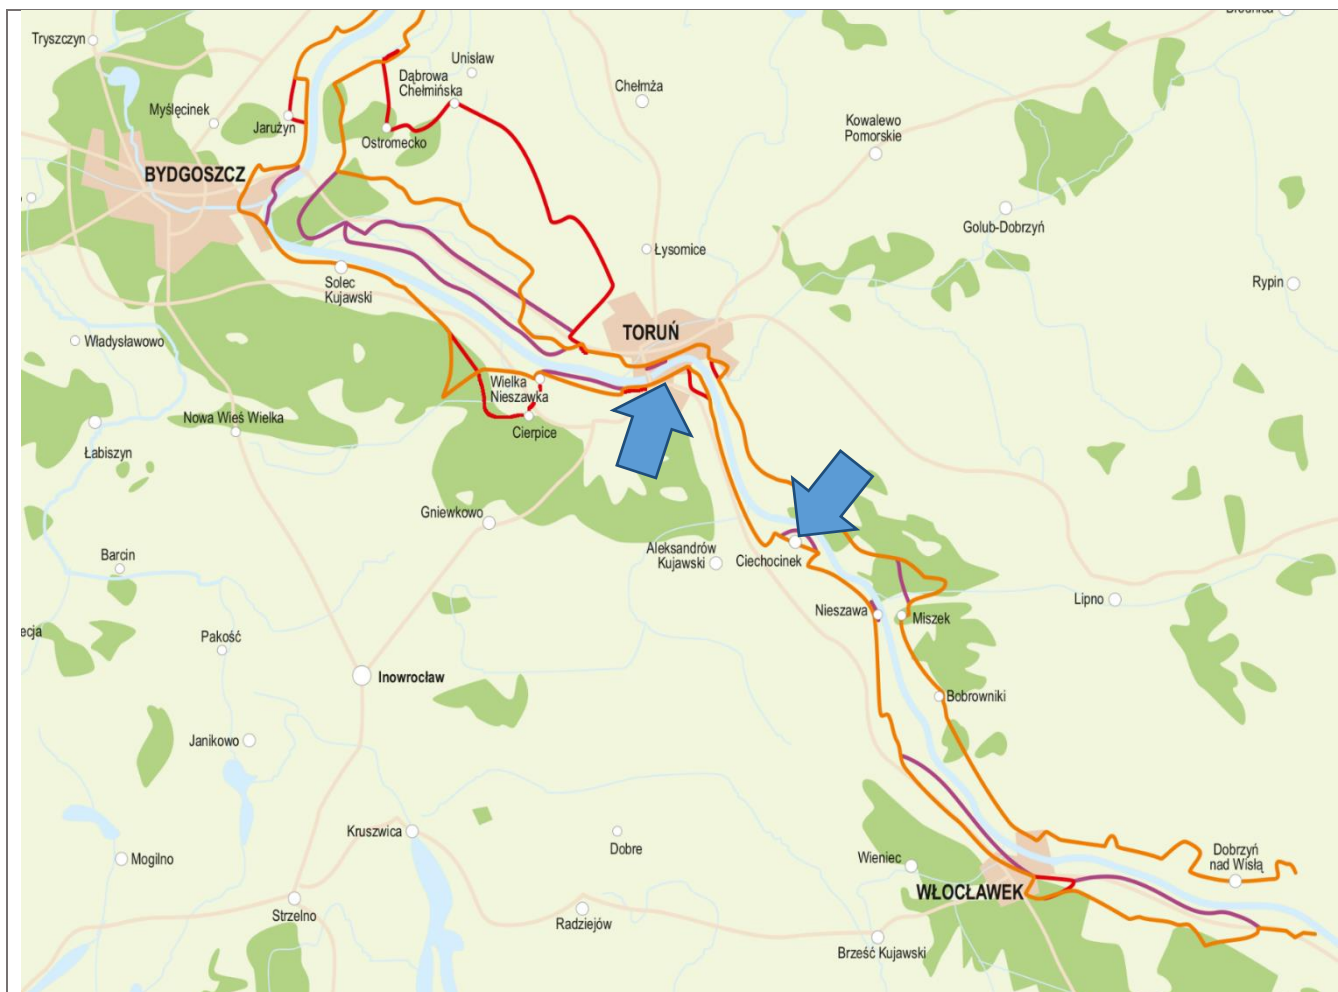 Tryszczyn
Unisław
Dąbrowa
Chełmińska
Chełmża
Myślęcinek
Jarużyn
Ostromecko
Kowalewo
Pomorskie
BYDGOSZCZ
Golub-Dobrzyń
Łysomice
Solec
Kujawski
Rypin
TORUŃ
Władysławowo
Wielka
Nieszawka
Nowa Wieś Wielka
Cierpice
Łabiszyn
Gniewkowo
Barcin
Aleksandrów
Kujawski
Ciechocinek
Lipno
Nieszawa
Miszek
ecja
Pakość
Inowrocław
Bobrowniki
Janikowo
Kruszwica
Dobre
Mogilno
Wieniec
Dobrzyń
nad Wisłą
WŁOCŁAWEK
Strzelno
Radziejów
Brześć Kujawski